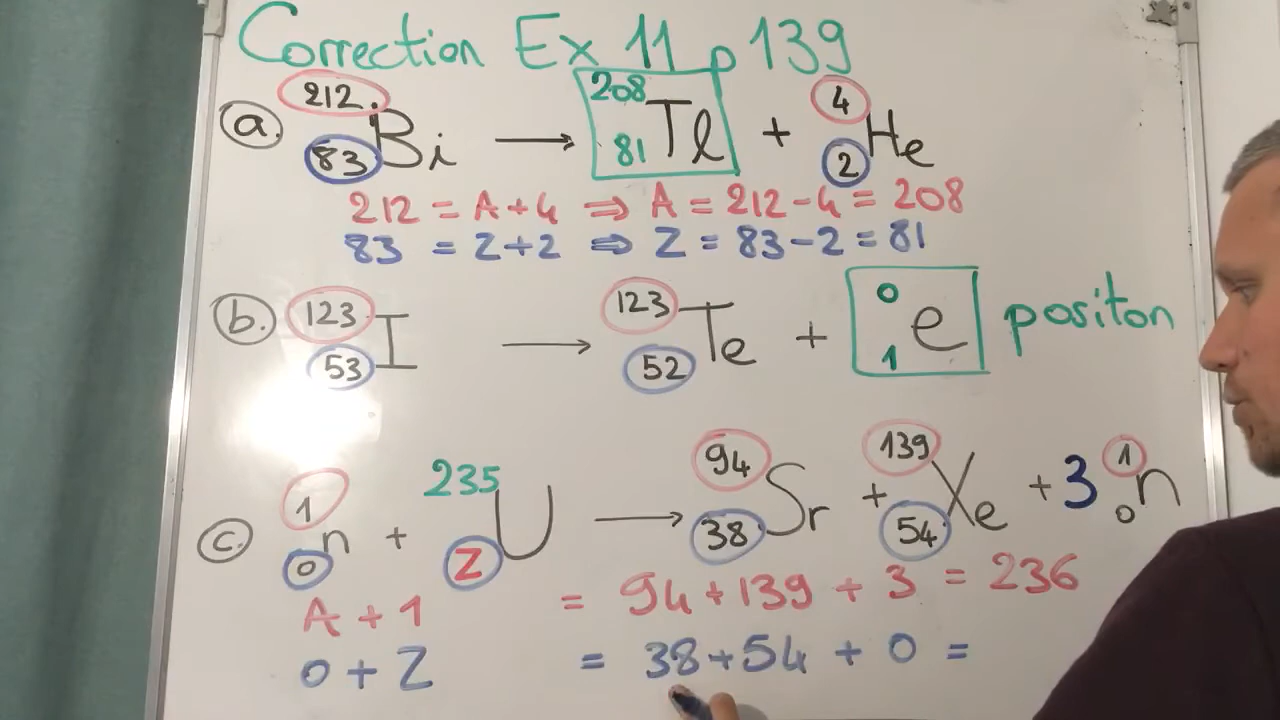 Correction Ex 11 p 139
a. 212 83 Bi → 208 81 Tl + 4 2 He
212 = A + 4 ⇒ A = 212 - 4 = 208
83 = Z + 2 ⇒ Z = 83 - 2 = 81
b. 123 53 I → 123 52 Te + 0 1 e positon
c. 1 0 n + 235 Z U → 94 38 Sr + 139 54 Xe + 3 1 0 n
A + 1 = 94 + 139 + 3 = 236
0 + Z = 38 + 54 + 0 =